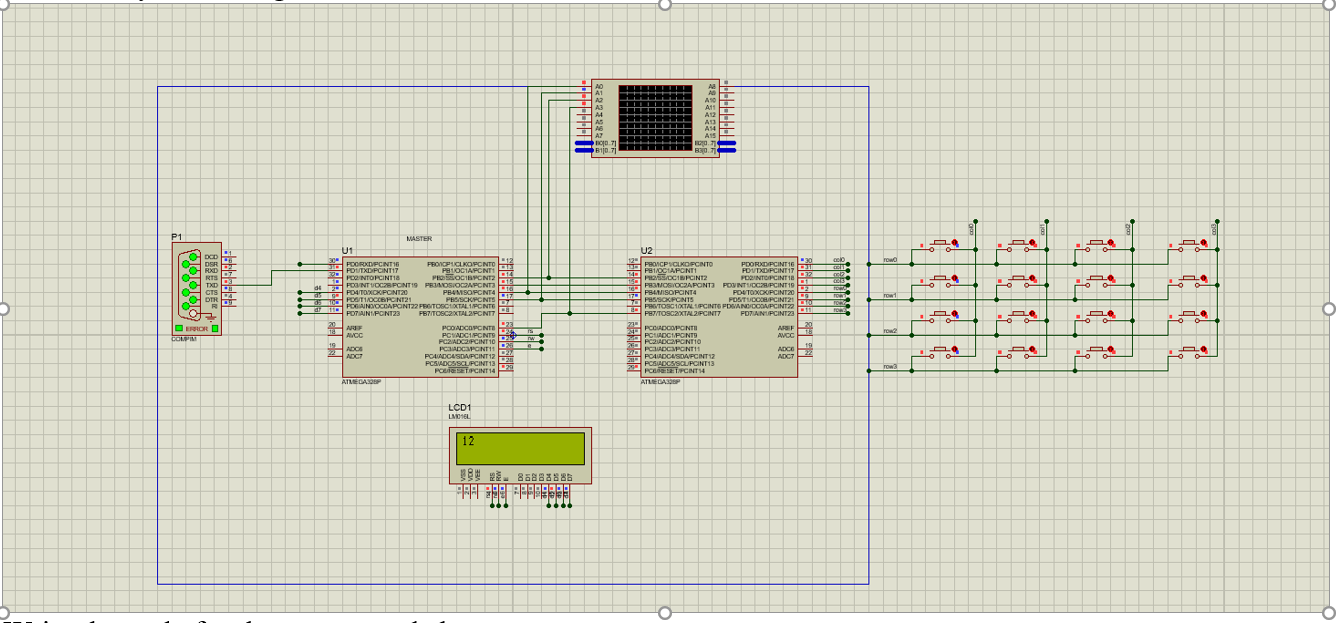 A0
A1
A2
A3
A4
A5
A6
A7
B0[0..7]
B1[0..7]
A8
A9
A10
A11
A12
A13
A14
A15
B2[0..7]
B3[0..7]
P1
DCD
DSR
RXD
RTS
TXD
CTS
DTR
RI
ERROR
COMPIM
MASTER
U1
PD0/RXD/PCINT16
PD1/TXD/PCINT17
PD2/INT0/PCINT18
PD3/INT1/OC2B/PCINT19
PD4/T0/XCK/PCINT20
PD5/T1/OC0B/PCINT21
PD6/AIN0/OC0A/PCINT22
PD7/AIN1/PCINT23
AREF
AVCC
ADC6
ADC7
PB0/ICP1/CLKO/PCINT0
PB1/OC1A/PCINT1
PB2/SS/OC1B/PCINT2
PB3/MOSI/OC2A/PCINT3
PB4/MISO/PCINT4
PB5/SCK/PCINT5
PB6/TOSC1/XTAL1/PCINT6
PB7/TOSC2/XTAL2/PCINT7
PC0/ADC0/PCINT8
PC1/ADC1/PCINT9
PC2/ADC2/PCINT10
PC3/ADC3/PCINT11
PC4/ADC4/SDA/PCINT12
PC5/ADC5/SCL/PCINT13
PC6/RESET/PCINT14
ATMEGA328P
d4
d5
d6
d7
rs
rw
e
U2
PB0/ICP1/CLKO/PCINT0
PB1/OC1A/PCINT1
PB2/SS/OC1B/PCINT2
PB3/MOSI/OC2A/PCINT3
PB4/MISO/PCINT4
PB5/SCK/PCINT5
PB6/TOSC1/XTAL1/PCINT6
PB7/TOSC2/XTAL2/PCINT7
PC0/ADC0/PCINT8
PC1/ADC1/PCINT9
PC2/ADC2/PCINT10
PC3/ADC3/PCINT11
PC4/ADC4/SDA/PCINT12
PC5/ADC5/SCL/PCINT13
PC6/RESET/PCINT14
PD0/RXD/PCINT16
PD1/TXD/PCINT17
PD2/INT0/PCINT18
PD3/INT1/OC2B/PCINT19
PD4/T0/XCK/PCINT20
PD5/T1/OC0B/PCINT21
PD6/AIN0/OC0A/PCINT22
PD7/AIN1/PCINT23
AREF
AVCC
ADC6
ADC7
ATMEGA328P
col0
col1
col2
col3
row0
row1
row2
row3
col0
col1
col2
col3
row0
row1
row2
row3
LCD1
LM016L
12
VSS
VDD
VEE
RS
RW
E
D0
D1
D2
D3
D4
D5
D6
D7